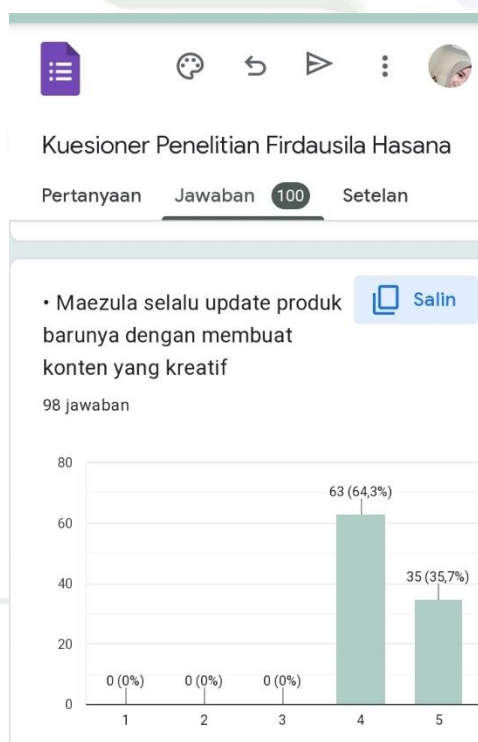 Kuesioner Penelitian Firdausila Hasana
Pertanyaan Jawaban 100 Setelan
• Maezula selalu update produk
barunya dengan membuat
konten yang kreatif
Salin
98 jawaban
80
60
40
20
0
0 (0%) 0 (0%) 0 (0%) 63 (64,3%) 35 (35,7%)
1 2 3 4 5